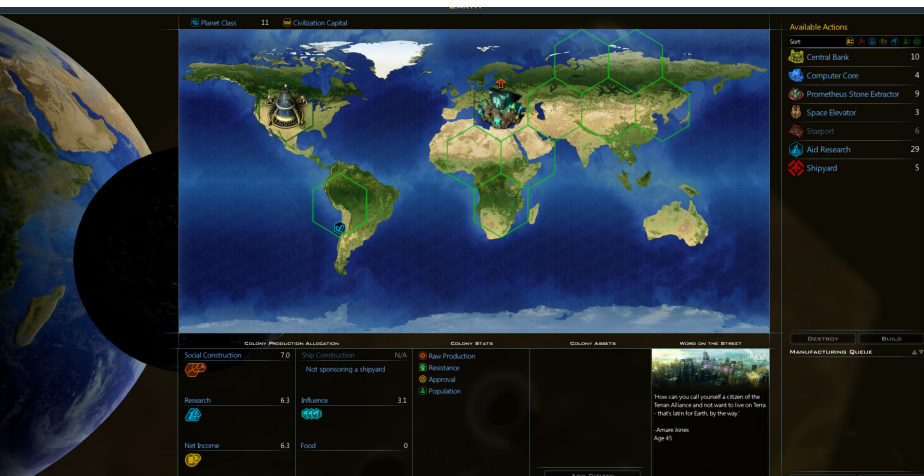 EARTH
Planet Class 11 Civilization Capital
Available Actions
Sort
Central Bank 10
Computer Core 4
Prometheus Stone Extractor 9
Space Elevator 3
Starport 6
Aid Research 29
Shipyard 5
DESTROY BUILD
MANUFACTURING QUEUE
COLONY PRODUCTION ALLOCATION COLONY STATS COLONY ASSETS WORD ON THE STREET
Social Construction 7.0 Ship Construction N/A
Not sponsoring a shipyard
Research 6.3 Influence 3.1
Net Income 6.3 Food 0
Raw Production
Resistance
Approval
Population
'How can you call yourself a citizen of the
Terran Alliance and not want to live on Terra
- that's latin for Earth, by the way.'
-Amare Jones
Age 45
ADD CITIZEN